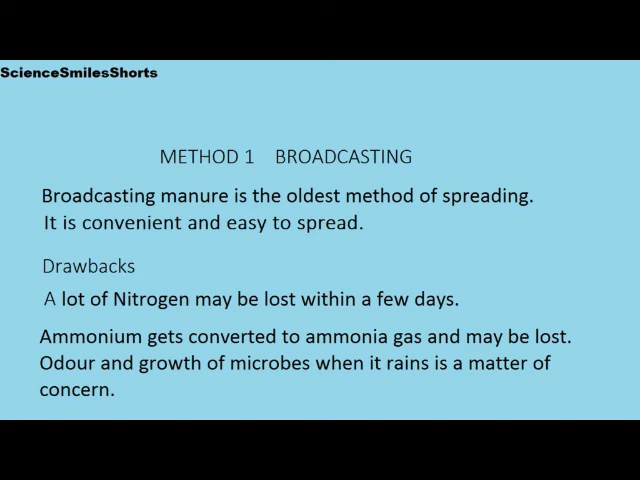 ScienceSmilesShorts
METHOD 1 BROADCASTING
Broadcasting manure is the oldest method of spreading.
It is convenient and easy to spread.
Drawbacks
A lot of Nitrogen may be lost within a few days.
Ammonium gets converted to ammonia gas and may be lost.
Odour and growth of microbes when it rains is a matter of
concern.